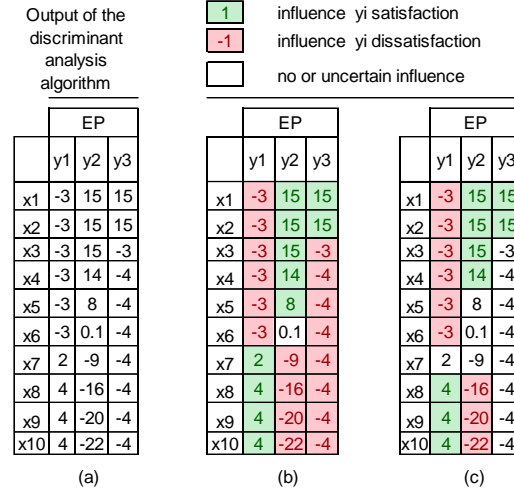 Output of the
discriminant
analysis
algorithm
1 influence yi satisfaction
-1 influence yi dissatisfaction
no or uncertain influence
EP
y1 y2 y3
x1 -3 15 15
x2 -3 15 15
x3 -3 15 -3
x4 -3 14 -4
x5 -3 8 -4
x6 -3 0.1 -4
x7 2 -9 -4
x8 4 -16 -4
x9 4 -20 -4
x10 4 -22 -4
(a)
EP
y1 y2 y3
x1 -3 15 15
x2 -3 15 15
x3 -3 15 -3
x4 -3 14 -4
x5 -3 8 -4
x6 -3 0.1 -4
x7 2 -9 -4
x8 4 -16 -4
x9 4 -20 -4
x10 4 -22 -4
(b)
EP
y1 y2 y3
x1 -3 15 15
x2 -3 15 15
x3 -3 15 -3
x4 -3 14 -4
x5 -3 8 -4
x6 -3 0.1 -4
x7 2 -9 -4
x8 4 -16 -4
x9 4 -20 -4
x10 4 -22 -4
(c)